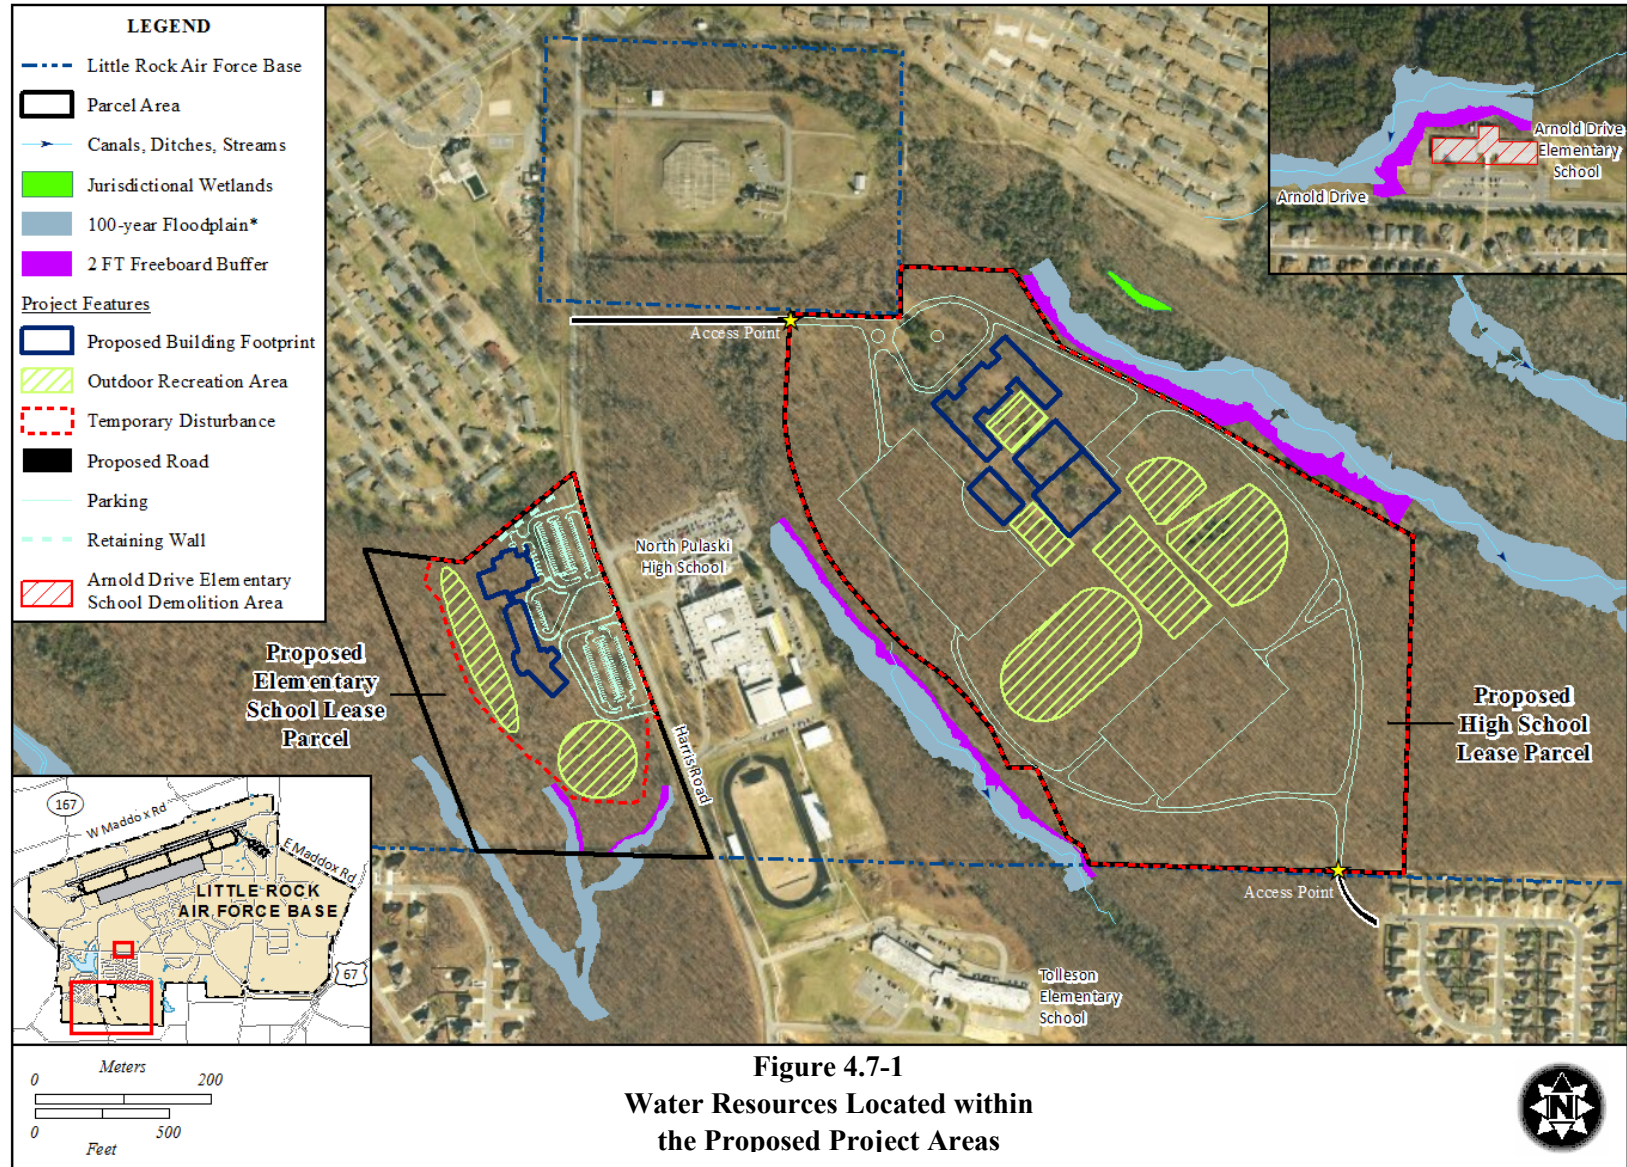 LEGEND
Little Rock Air Force Base
Parcel Area
Canals, Ditches, Streams
Jurisdictional Wetlands
100-year Floodplain*
2 FT Freeboard Buffer
Project Features
Proposed Building Footprint
Outdoor Recreation Area
Temporary Disturbance
Proposed Road
Parking
Retaining Wall
Arnold Drive Elementary
School Demolition Area
Arnold Drive
Elementary
School
Arnold Drive
Access Point
North Pulaski
High School
Proposed
Elementary
School Lease
Parcel
Harris Road
Proposed
High School
Lease Parcel
Access Point
Tolleson
Elementary
School
167
W Maddox Rd
E Maddox Rd
LITTLE ROCK
AIR FORCE BASE
67
Meters
0 200
0 500
Feet
Figure 4.7-1
Water Resources Located within
the Proposed Project Areas
N